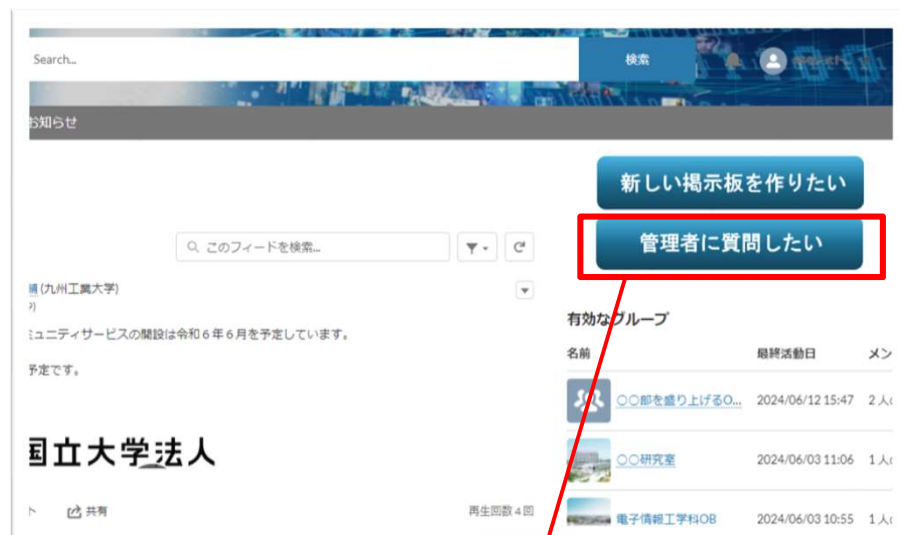 Search...
検索
お知らせ
新しい掲示板を作りたい
管理者に質問したい
このフィードを検索...
(九州工業大学)
ミュニティサービスの開設は令和6年6月を予定しています。
予定です。
有効なグループ
名前 最終活動日 メン
〇〇部を盛り上げるO... 2024/06/12 15:47 2人
〇〇研究室 2024/06/03 11:06 1人
電子情報工学科OB 2024/06/03 10:55 1人
国立大学法人
ト 共有 再生回数4回